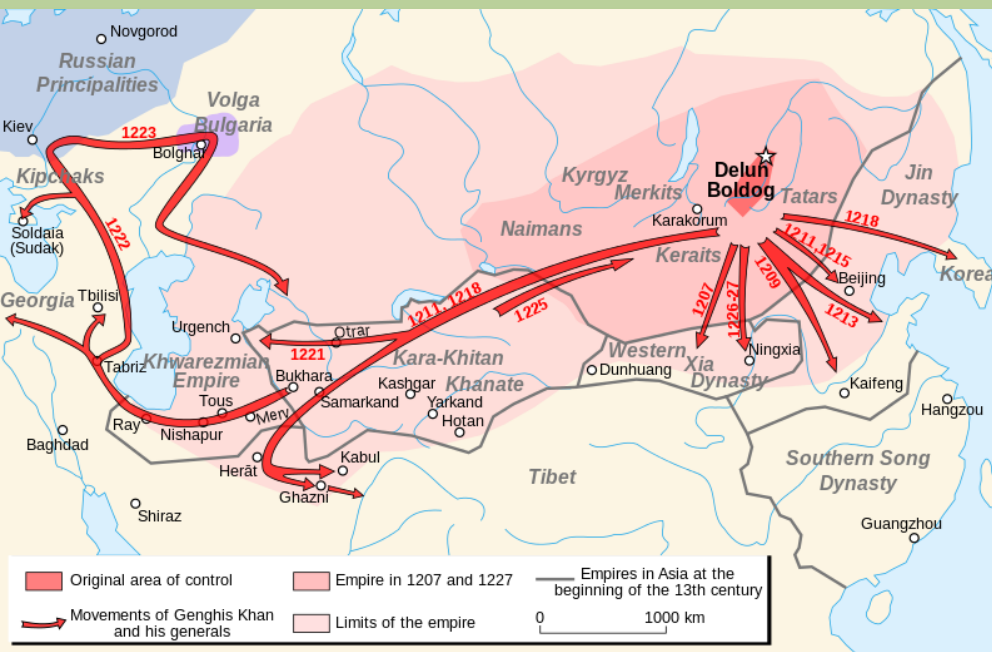 Novgorod
Russian
Principalities
Volga
Bulgaria
Kiev
1223
Bolghar
Kipchaks
1222
Soldaia
(Sudak)
Georgia
Tbilisi
Tabriz
Urgench
Khwarezmian
Empire
Otrar
1221
Bukhara
Samarkand
Tous
Merv
Ray
Nishapur
Baghdad
Herāt
Kabul
Ghazni
Shiraz
Kara-Khitan
Khanate
Kashgar
Yarkand
Hotan
1211, 1218
1225
Kyrgyz
Merkits
Naimans
Keraits
Karakorum
Delun
Boldog
Tatars
Jin
Dynasty
1218
1211,1215
1209
1207
1226-27
1213
Beijing
Korea
Western
Xia
Dynasty
Dunhuang
Ningxia
Kaifeng
Hangzou
Tibet
Southern Song
Dynasty
Guangzhou
Original area of control
Movements of Genghis Khan
and his generals
Empire in 1207 and 1227
Limits of the empire
Empires in Asia at the
beginning of the 13th century
0 1000 km